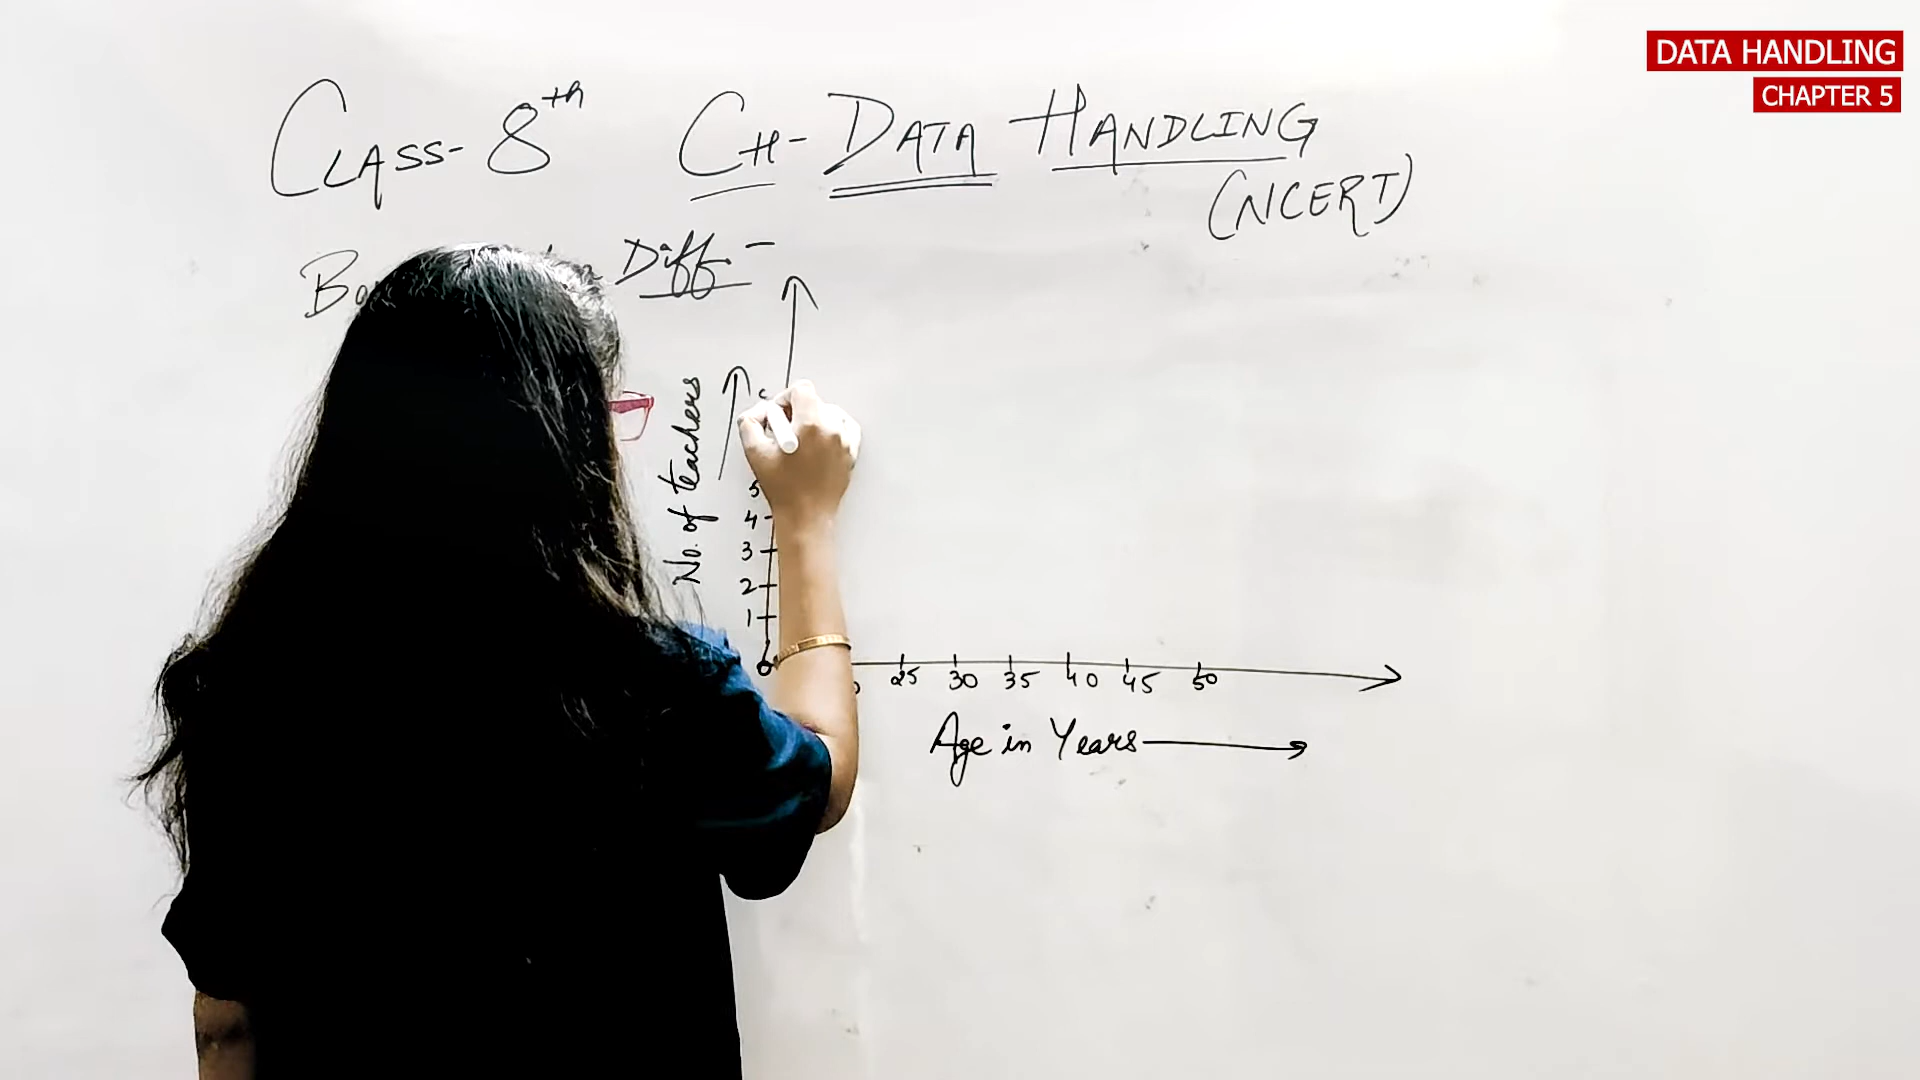 DATA HANDLING
CHAPTER 5
CLASS-8th CH-DATA HANDLING
(NCERT)
Diff-
No. of teachers
5
4
3
2
1
0
25 30 35 40 45 50
Age in Years